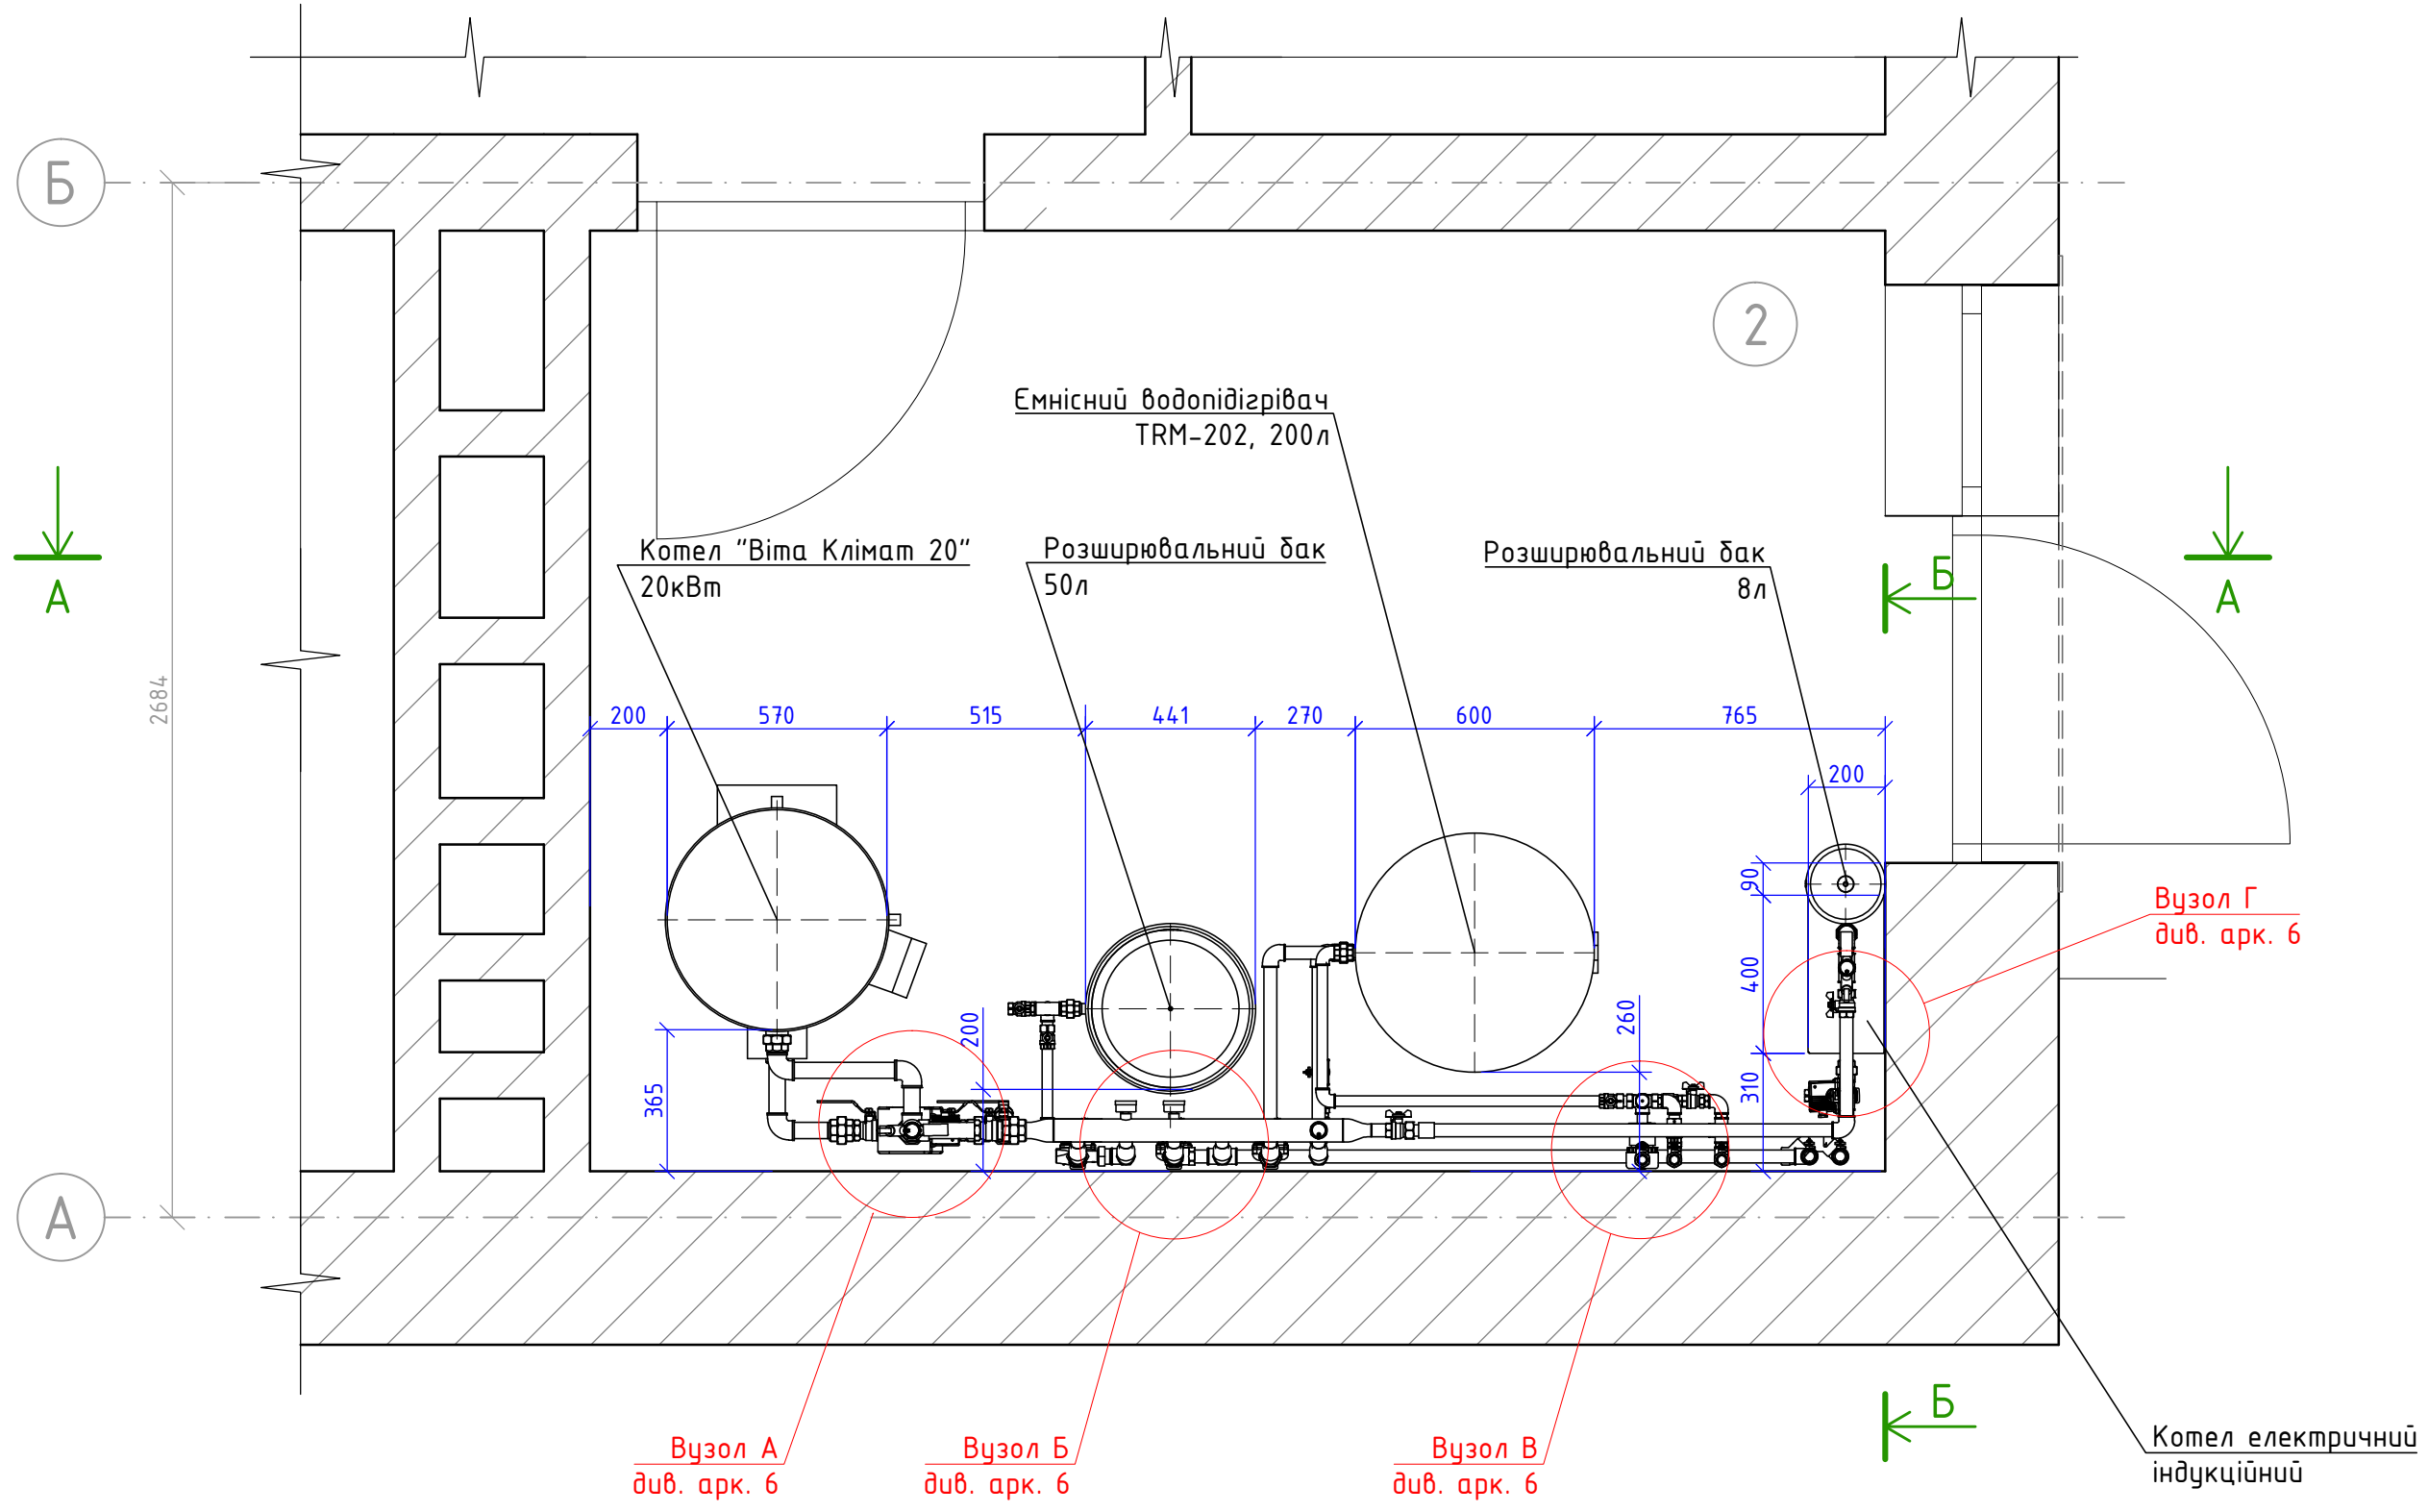 Б
2
Ємнісний водопідігрівач
TRM-202, 200л
Котел "Віта Клімат 20"
20кВт
Розширювальний бак
50л
Розширювальний бак
8л
А
Б
А
2684
200
570
515
441
270
600
765
200
90
400
310
260
200
365
Вузол Г
див. арк. 6
А
Вузол А
див. арк. 6
Вузол Б
див. арк. 6
Вузол В
див. арк. 6
Б
Котел електричний
індукційний